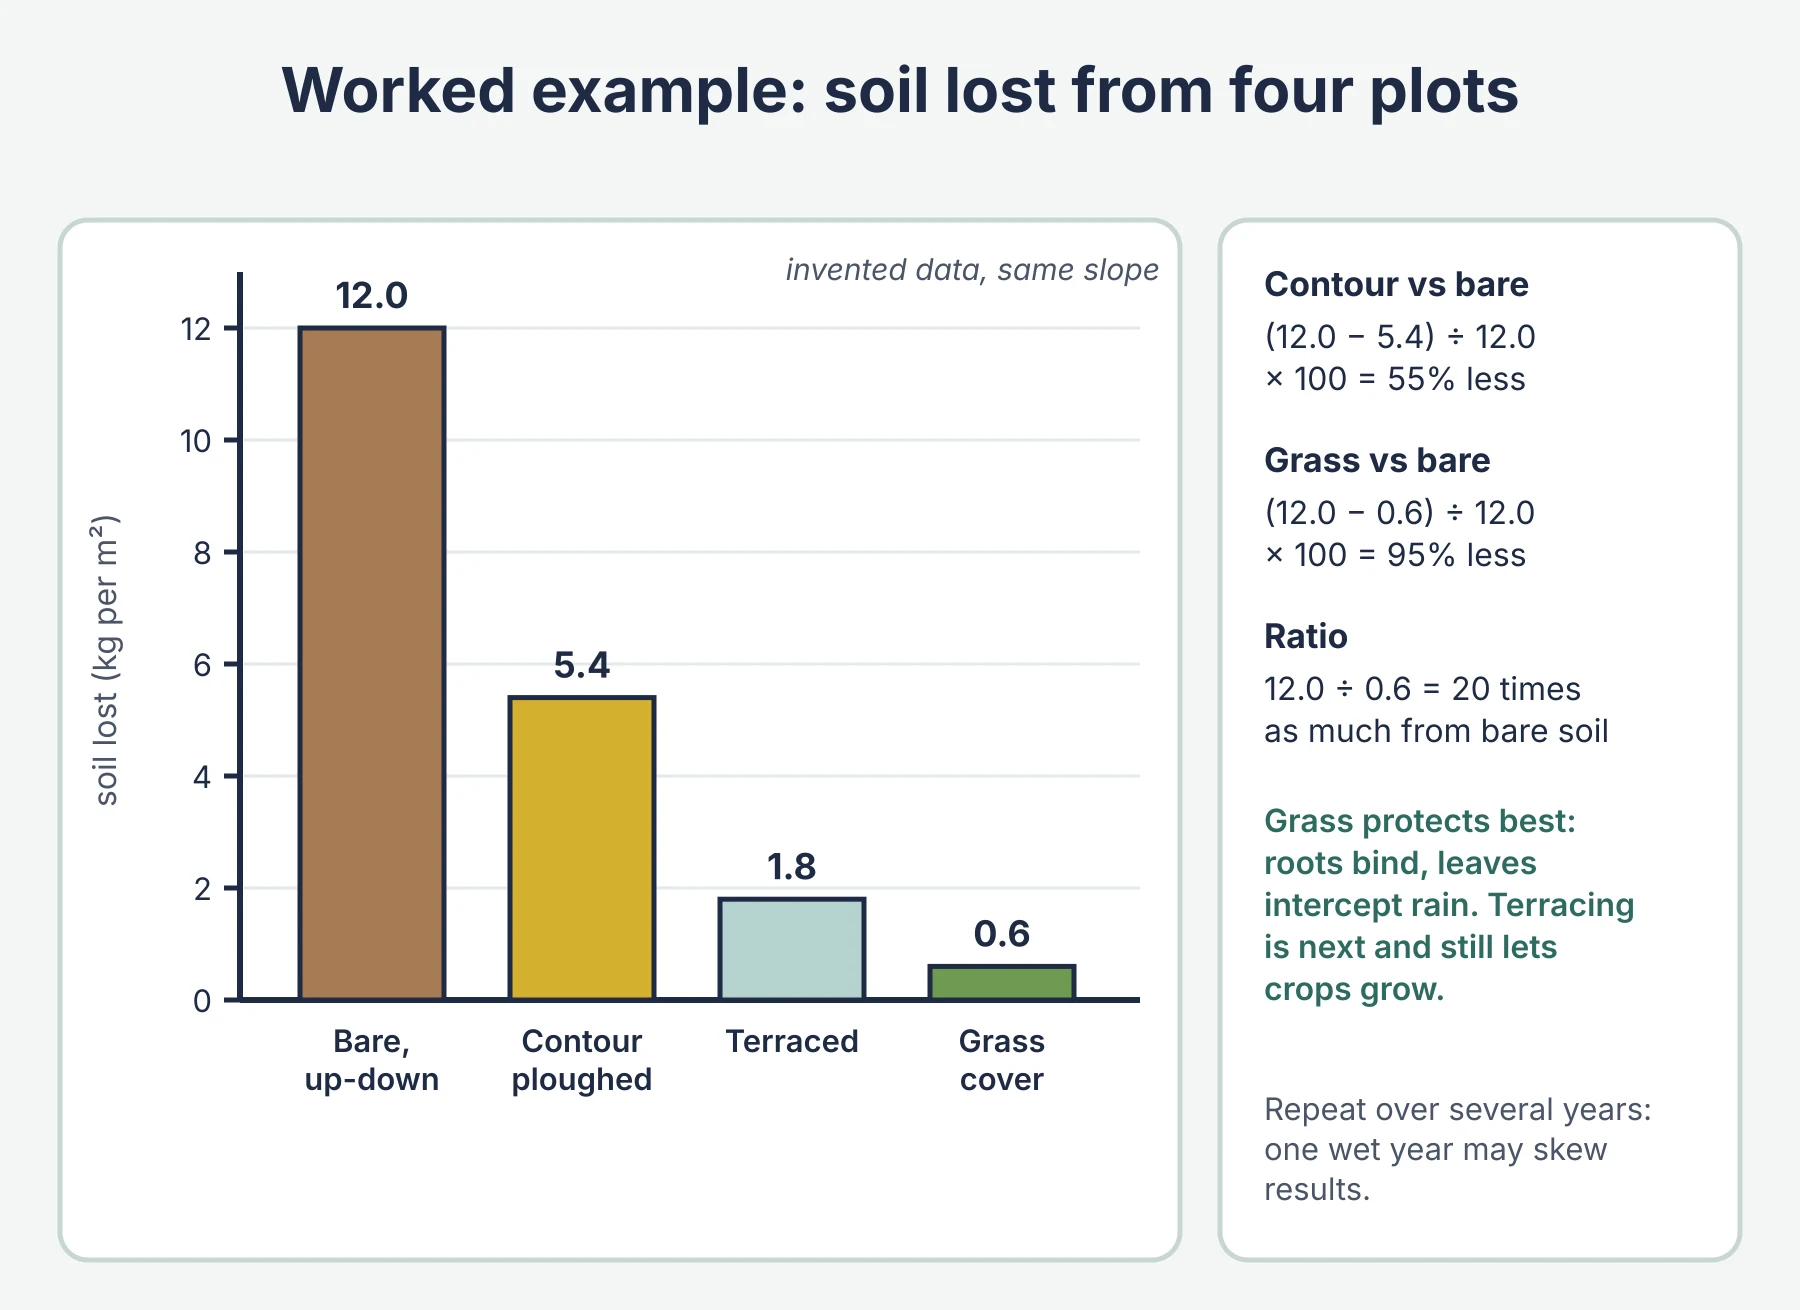 Worked example: soil lost from four plots
invented data, same slope
soil lost (kg per m²)
12
10
8
6
4
2
0
12.0
5.4
1.8
0.6
Bare,
up-down
Contour
ploughed
Terraced
Grass
cover
Contour vs bare
(12.0 − 5.4) ÷ 12.0
× 100 = 55% less
Grass vs bare
(12.0 − 0.6) ÷ 12.0
× 100 = 95% less
Ratio
12.0 ÷ 0.6 = 20 times
as much from bare soil
Grass protects best:
roots bind, leaves
intercept rain. Terracing
is next and still lets
crops grow.
Repeat over several years:
one wet year may skew
results.